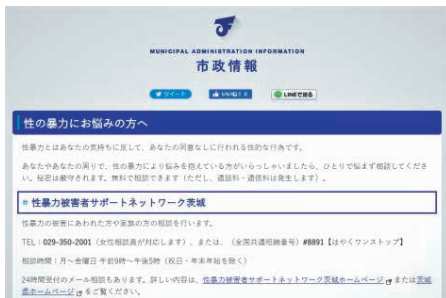 MUNICIPAL ADMINISTRATION INFORMATION
市政情報
ツイート
いいね! 0
LINEで送る
性の暴力にお悩みの方へ
性暴力とはあなたの気持ちに反して、あなたの同意なしに行われる性的な行為です。
あなたやあなたの周りで、性の暴力により悩みを抱えている方がいらっしゃいましたら、ひとりで悩まず相談してくださ
い。秘密は厳守されます。無料で相談できます（ただし、通話料・通信料は発生します）。
性暴力被害者サポートネットワーク茨城
性暴力の被害にあわれた方や家族の方の相談を行います。
TEL：029-350-2001（女性相談員が対応します）、または、（全国共通短縮番号）#8891【はやくワンストップ】
相談時間：月～金曜日 午前9時～午後5時（祝日・年末年始を除く）
24時間受付のメール相談もあります。詳しい内容は、性暴力被害者サポートネットワーク茨城ホームページ または茨城
県ホームページ をご覧ください。